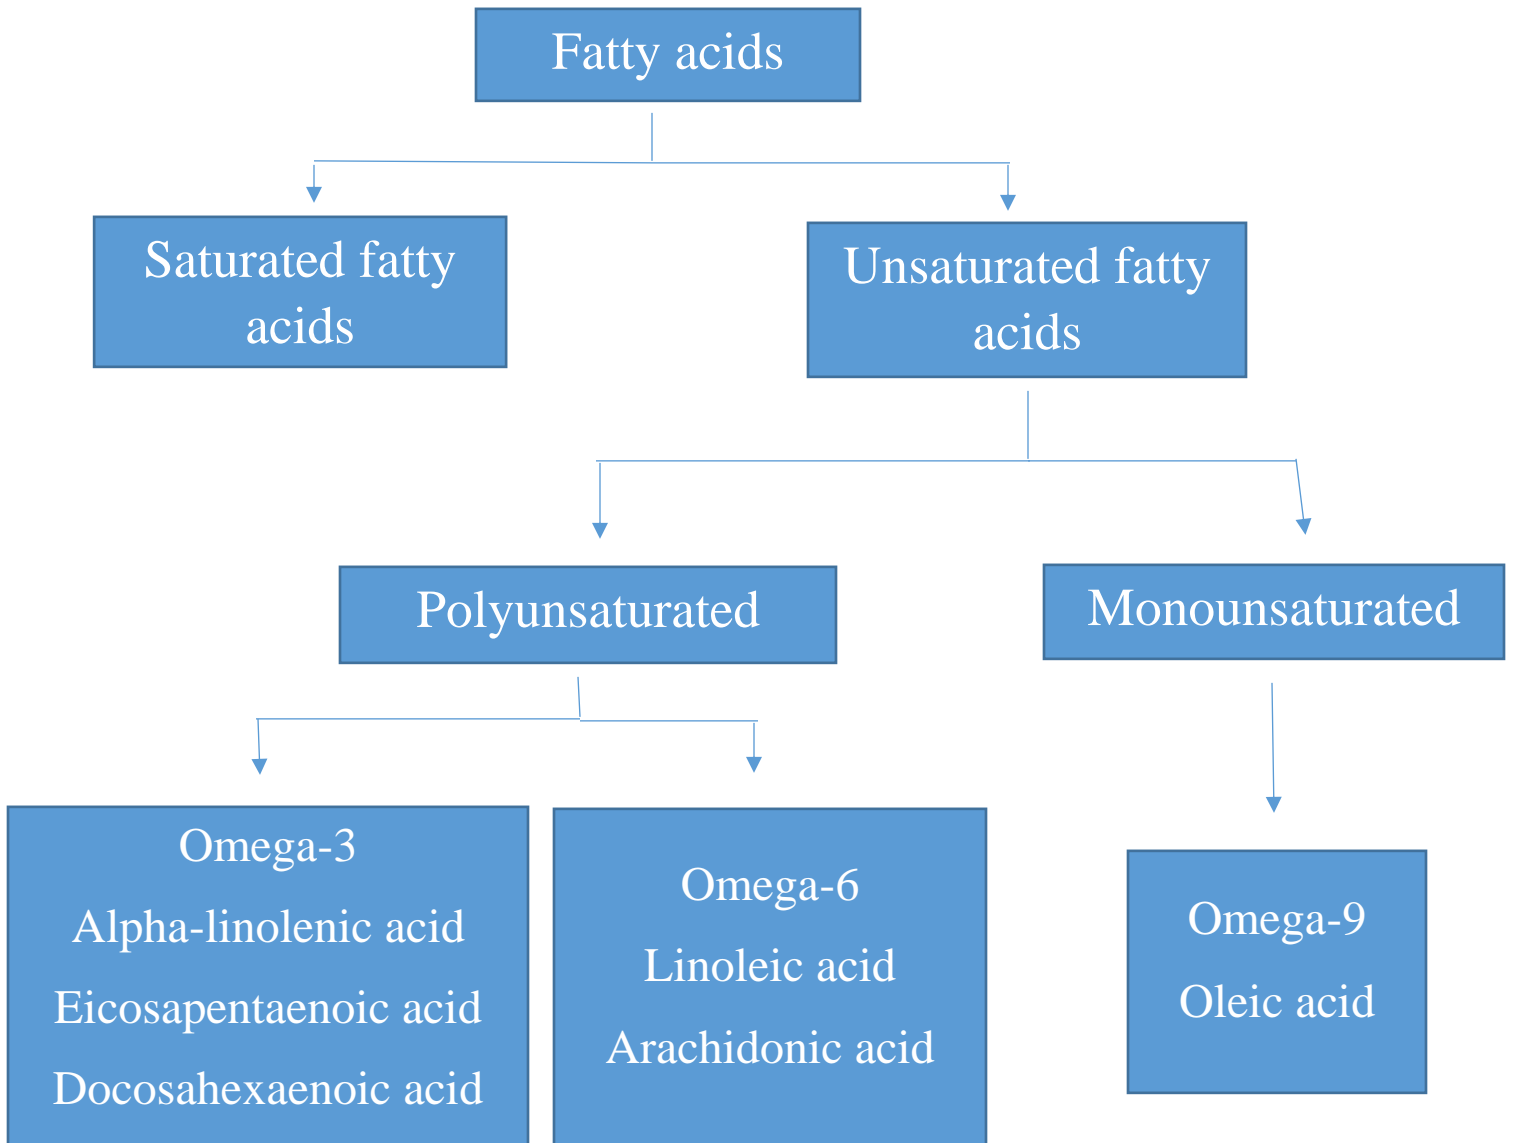 Fatty acids
Saturated fatty
acids
Unsaturated fatty
acids
Polyunsaturated
Monounsaturated
Omega-3
Alpha-linolenic acid
Eicosapentaenoic acid
Docosahexaenoic acid
Omega-6
Linoleic acid
Arachidonic acid
Omega-9
Oleic acid